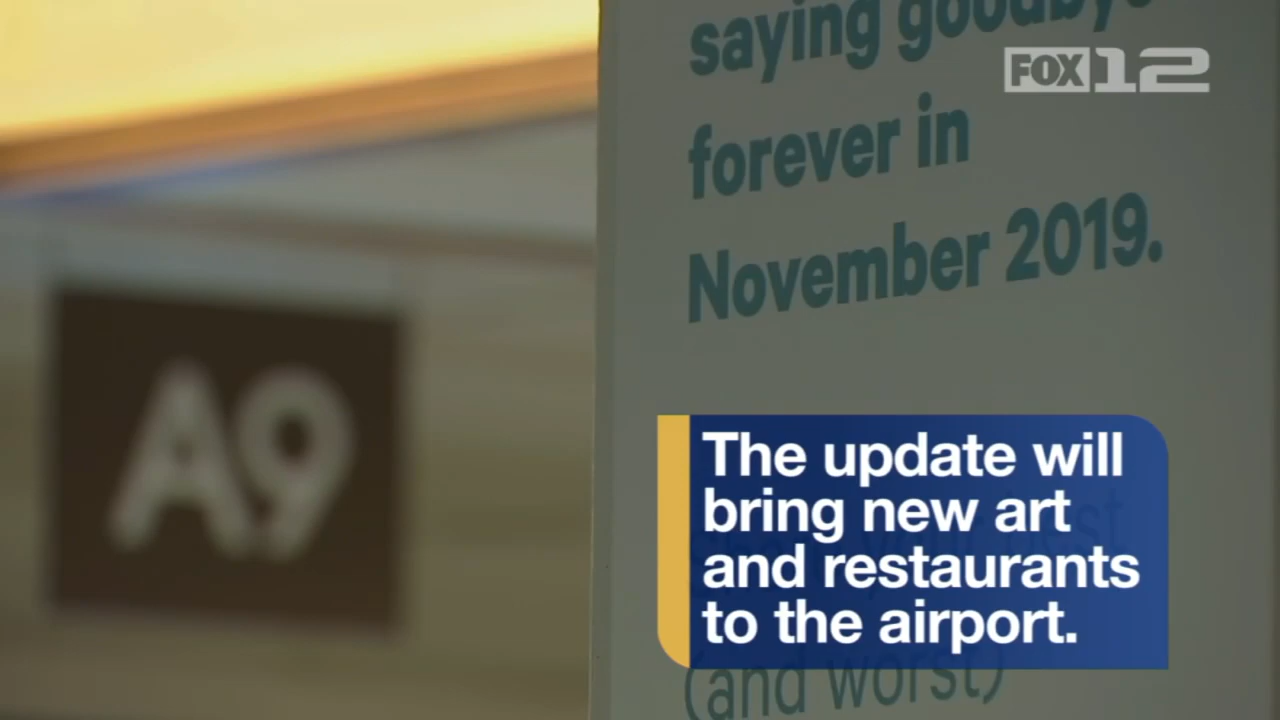 saying goodbye
FOX 12
forever in
November 2019.
A9
The update will
bring new art
and restaurants
to the airport.
(and worst)